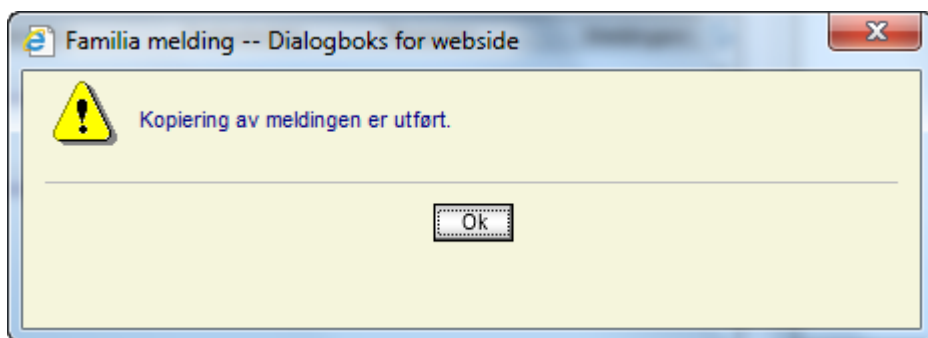 Familia melding -- Dialogboks for webside
Kopiering av meldingen er utført.
Ok